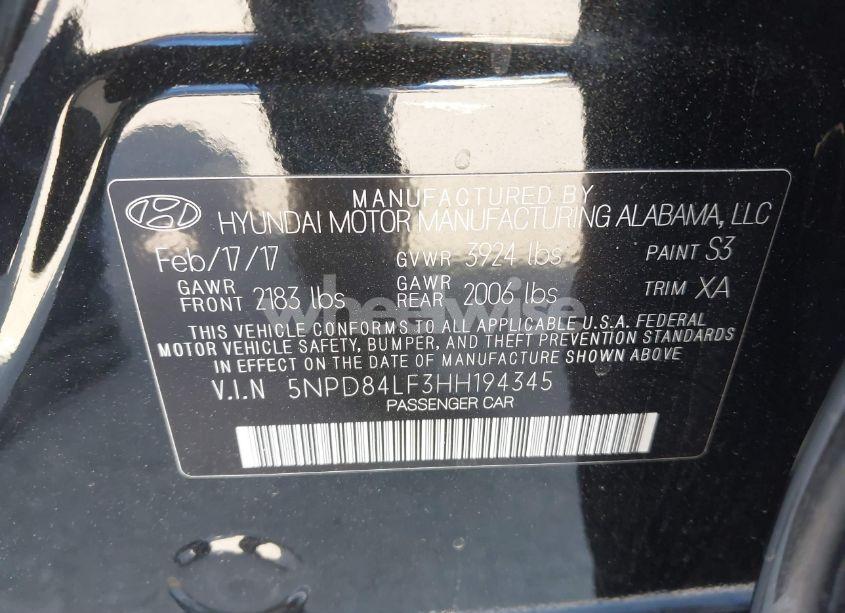 MANUFACTURED BY
HYUNDAI MOTOR MANUFACTURING ALABAMA, LLC
Feb/17/17 GVWR 3924 lbs PAINT S3
GAWR FRONT 2183 lbs GAWR REAR 2006 lbs TRIM XA
wheelwise
THIS VEHICLE CONFORMS TO ALL APPLICABLE U.S.A. FEDERAL
MOTOR VEHICLE SAFETY, BUMPER, AND THEFT PREVENTION STANDARDS
IN EFFECT ON THE DATE OF MANUFACTURE SHOWN ABOVE
V.I.N 5NPD84LF3HH194345
PASSENGER CAR